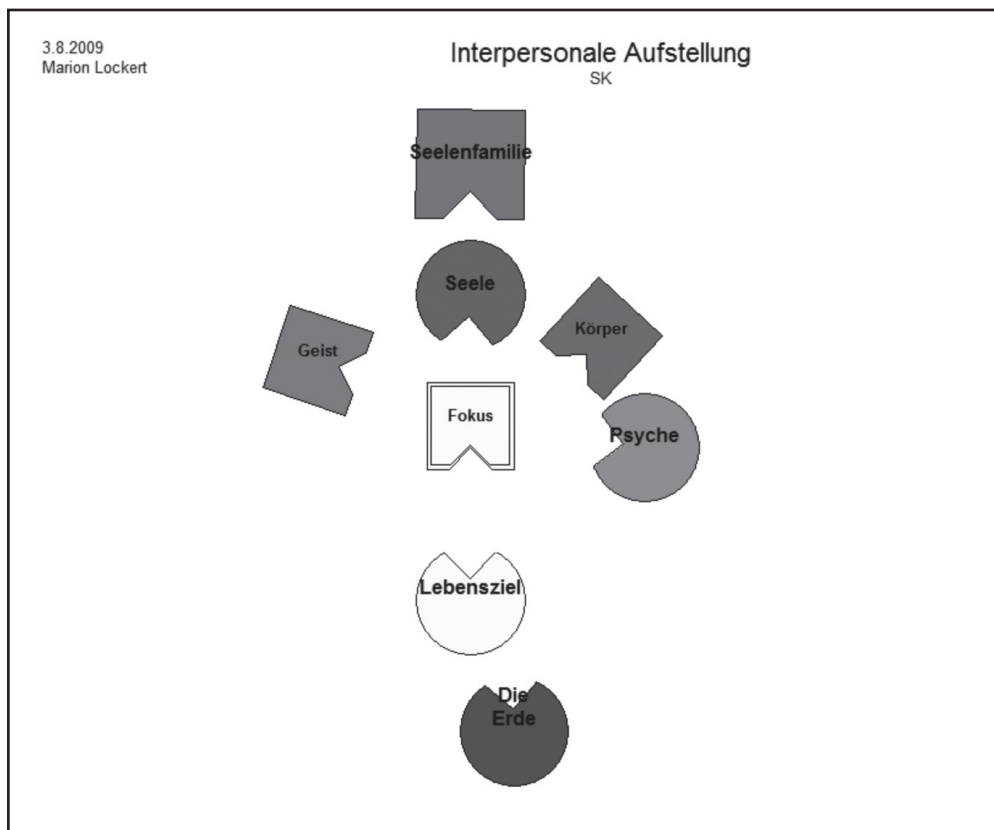 3.8.2009
Marion Lockert
Interpersonale Aufstellung
SK
Seelenfamilie
Seele
Körper
Geist
Fokus
Psyche
Lebensziel
Die
Erde